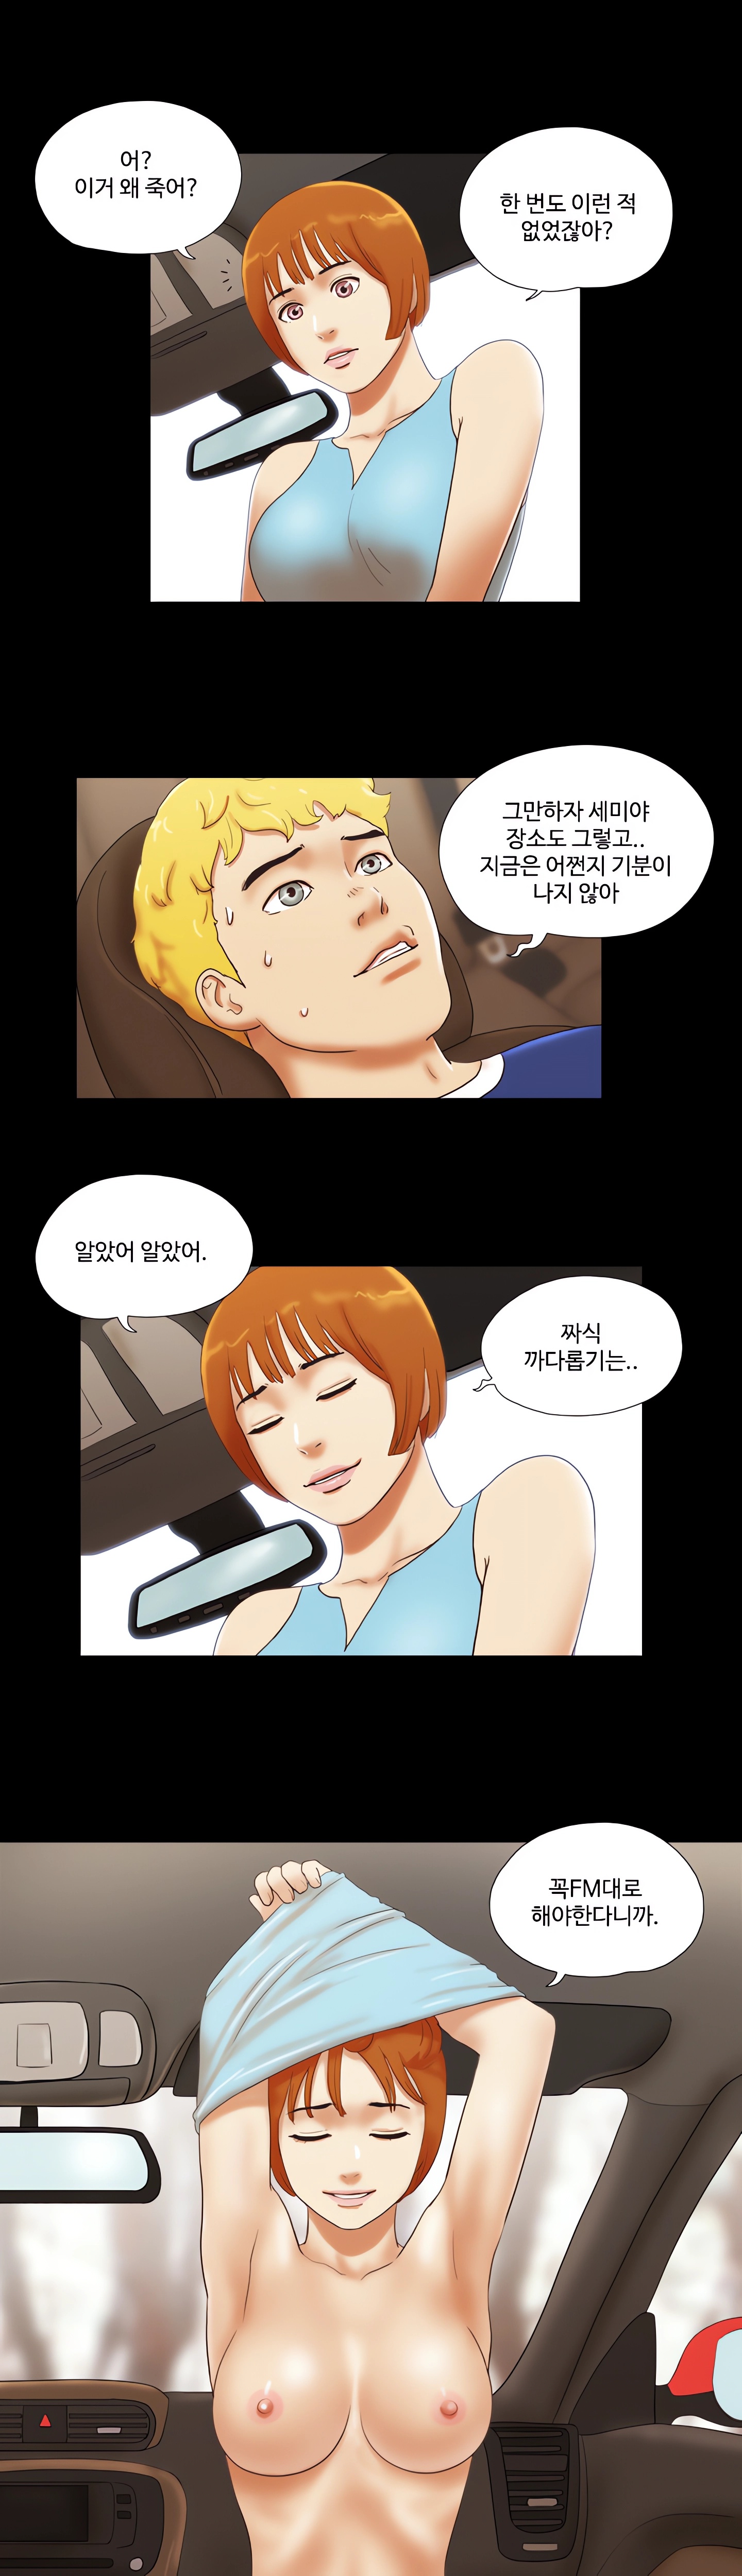 어?
이거 왜 죽어?
한 번도 이런 적
없었잖아?
그만하자 세미야
장소도 그렇고..
지금은 어쩐지 기분이
나지 않아
알았어 알았어.
짜식
까다롭기는..
꼭FM대로
해야한다니까.